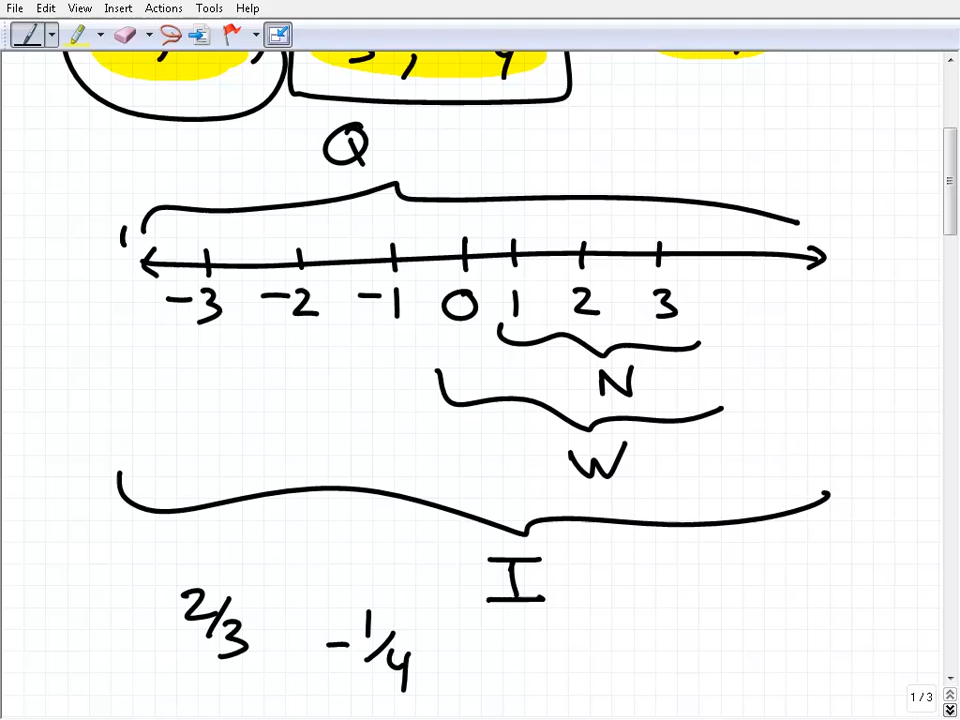 File Edit View Insert Actions Tools Help
Q
-3 -2 -1 0 1 2 3
N
W
I
2/3 -1/4
1 / 3